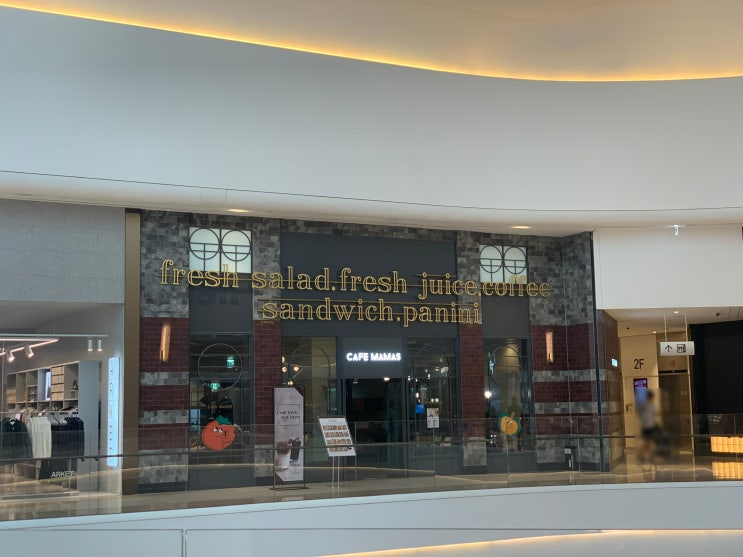 fresh salad.fresh juice.coffee
sandwich.panini
CAFE MAMAS
2F
ARKET